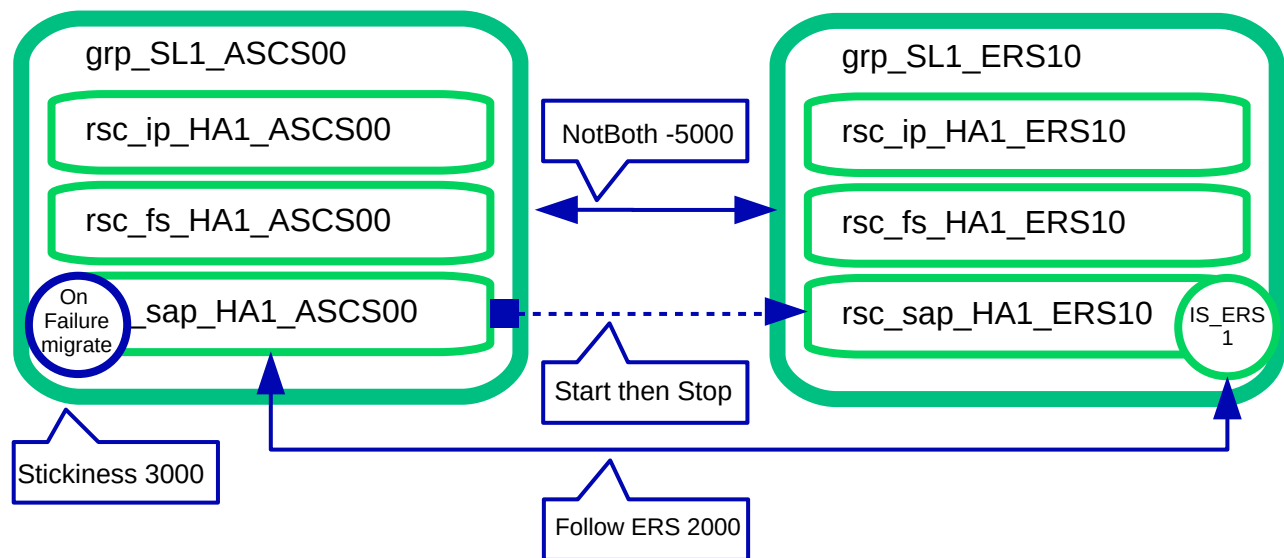 grp_SL1_ASCS00
rsc_ip_HA1_ASCS00
rsc_fs_HA1_ASCS00
On
Failure
migrate
_sap_HA1_ASCS00
Stickiness 3000
NotBoth -5000
Start then Stop
Follow ERS 2000
grp_SL1_ERS10
rsc_ip_HA1_ERS10
rsc_fs_HA1_ERS10
rsc_sap_HA1_ERS10
IS_ERS
1